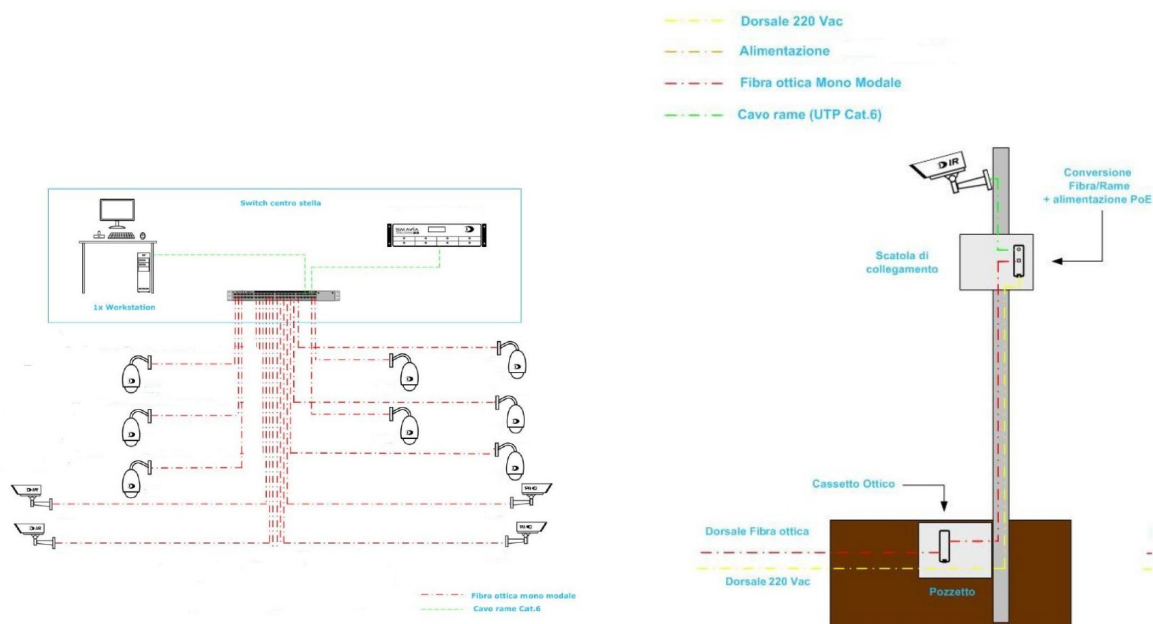 Dorsale 220 Vac
Alimentazione
Fibra ottica Mono Modale
Cavo rame (UTP Cat.6)
Switch centro stella
1x Workstation
Fibra ottica mono modale
Cavo rame Cat.6
IR
Conversione
Fibra/Rame
+ alimentazione PoE
Scatola di
collegamento
Cassetto Ottico
Dorsale Fibra ottica
Dorsale 220 Vac
Pozzetto